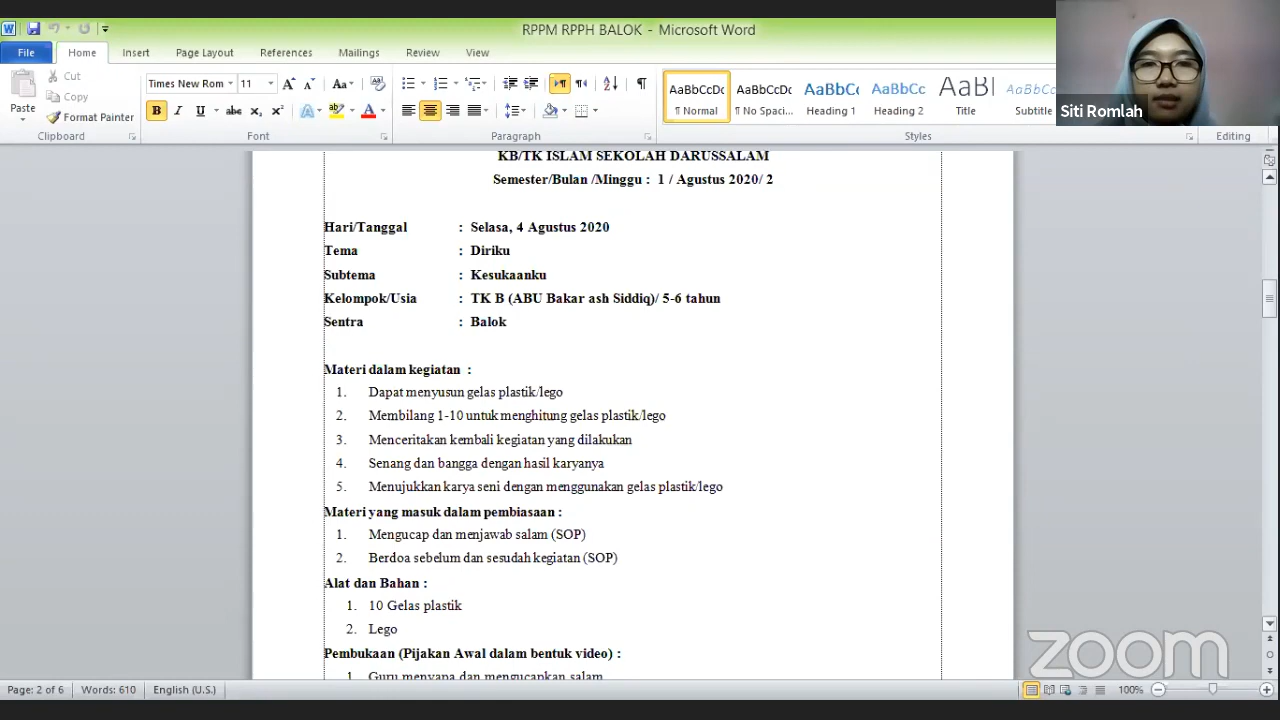 RPPM RPPH BALOK - Microsoft Word
File Home Insert Page Layout References Mailings Review View
Cut
Copy
Format Painter
Paste
Clipboard
Times New Rom 11
Font
Paragraph
AaBbCcDc AaBbCcDc AaBbCc AaBbCc AaBl AaBbCc
¶ Normal ¶ No Spaci... Heading 1 Heading 2 Title Subtitle
Styles
Editing
Siti Romlah
KB/TK ISLAM SEKOLAH DARUSSALAM
Semester/Bulan /Minggu : 1 / Agustus 2020/ 2
Hari/Tanggal : Selasa, 4 Agustus 2020
Tema : Diriku
Subtema : Kesukaanku
Kelompok/Usia : TK B (ABU Bakar ash Siddiq)/ 5-6 tahun
Sentra : Balok
Materi dalam kegiatan :
1. Dapat menyusun gelas plastik/lego
2. Membilang 1-10 untuk menghitung gelas plastik/lego
3. Menceritakan kembali kegiatan yang dilakukan
4. Senang dan bangga dengan hasil karyanya
5. Menujukkan karya seni dengan menggunakan gelas plastik/lego
Materi yang masuk dalam pembiasaan :
1. Mengucap dan menjawab salam (SOP)
2. Berdoa sebelum dan sesudah kegiatan (SOP)
Alat dan Bahan :
1. 10 Gelas plastik
2. Lego
Pembukaan (Pijakan Awal dalam bentuk video) :
1. Guru menyapa dan mengucapkan salam
zoom
Page: 2 of 6 Words: 610 English (U.S.) 100%